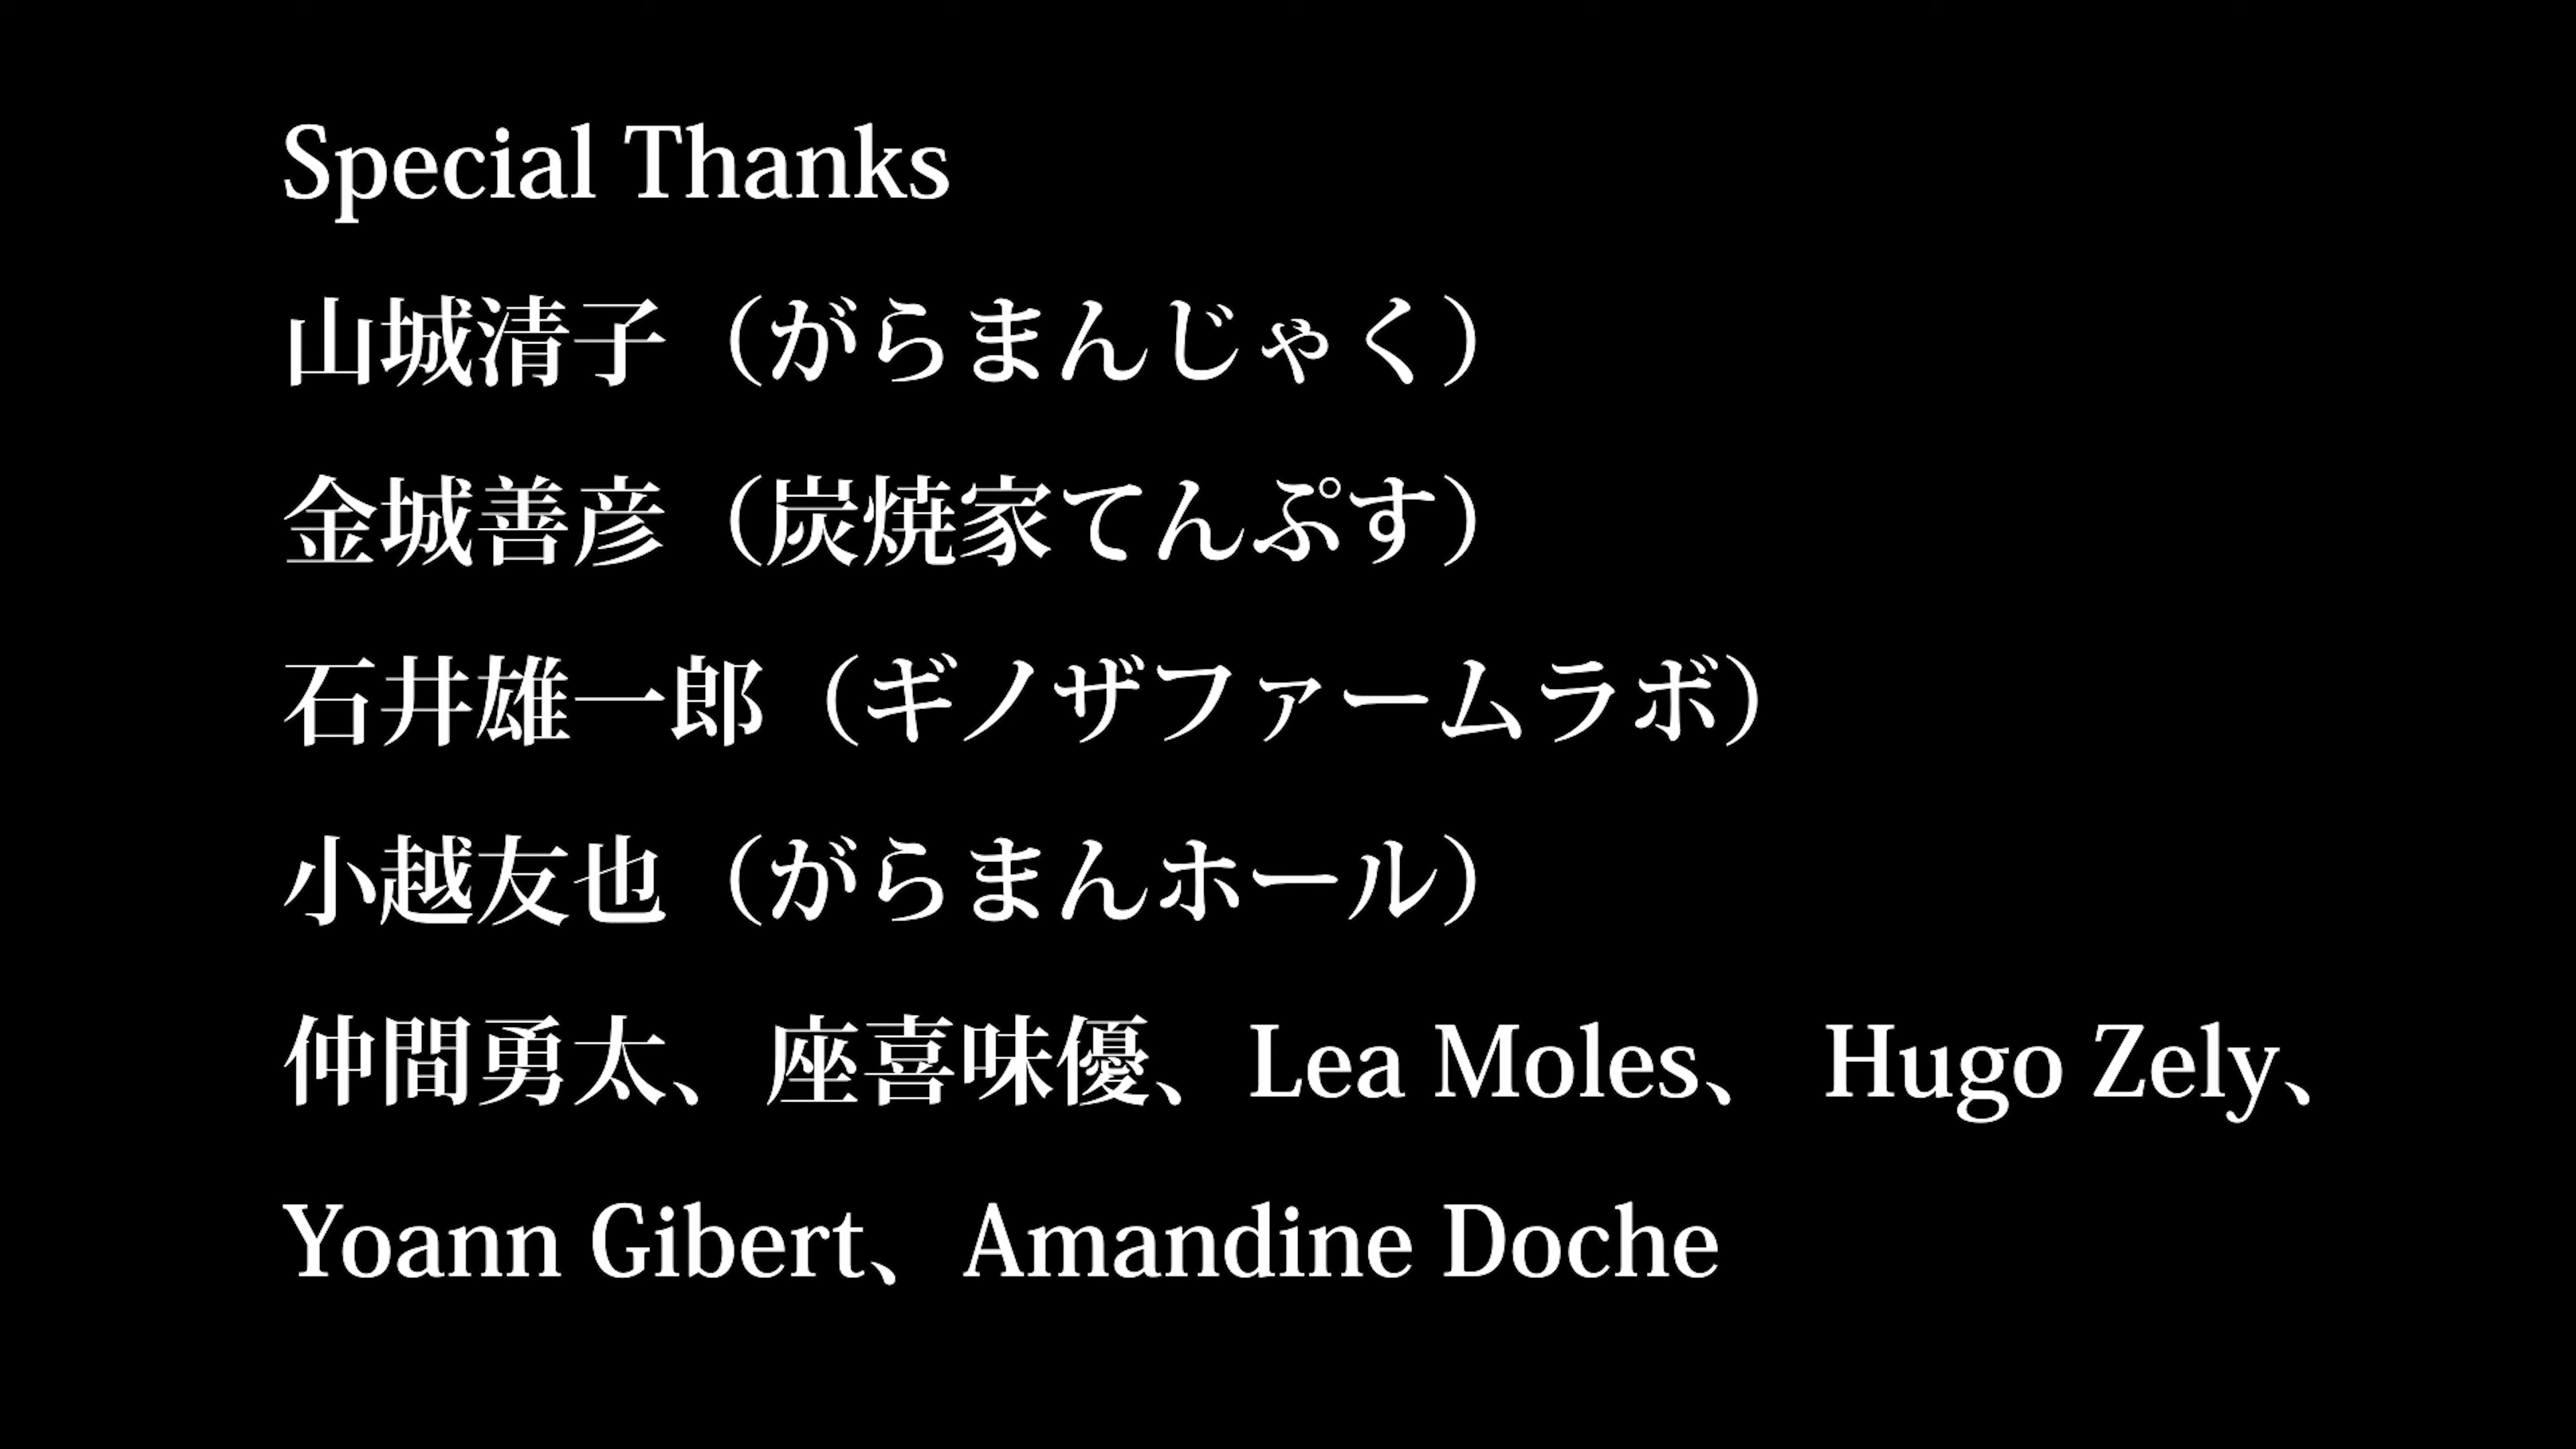 Special Thanks
山城清子（がらまんじゃく）
金城善彦（炭焼家てんぷす）
石井雄一郎（ギノザファームラボ）
小越友也（がらまんホール）
仲間勇太、座喜味優、Lea Moles、 Hugo Zely、
Yoann Gibert、Amandine Doche